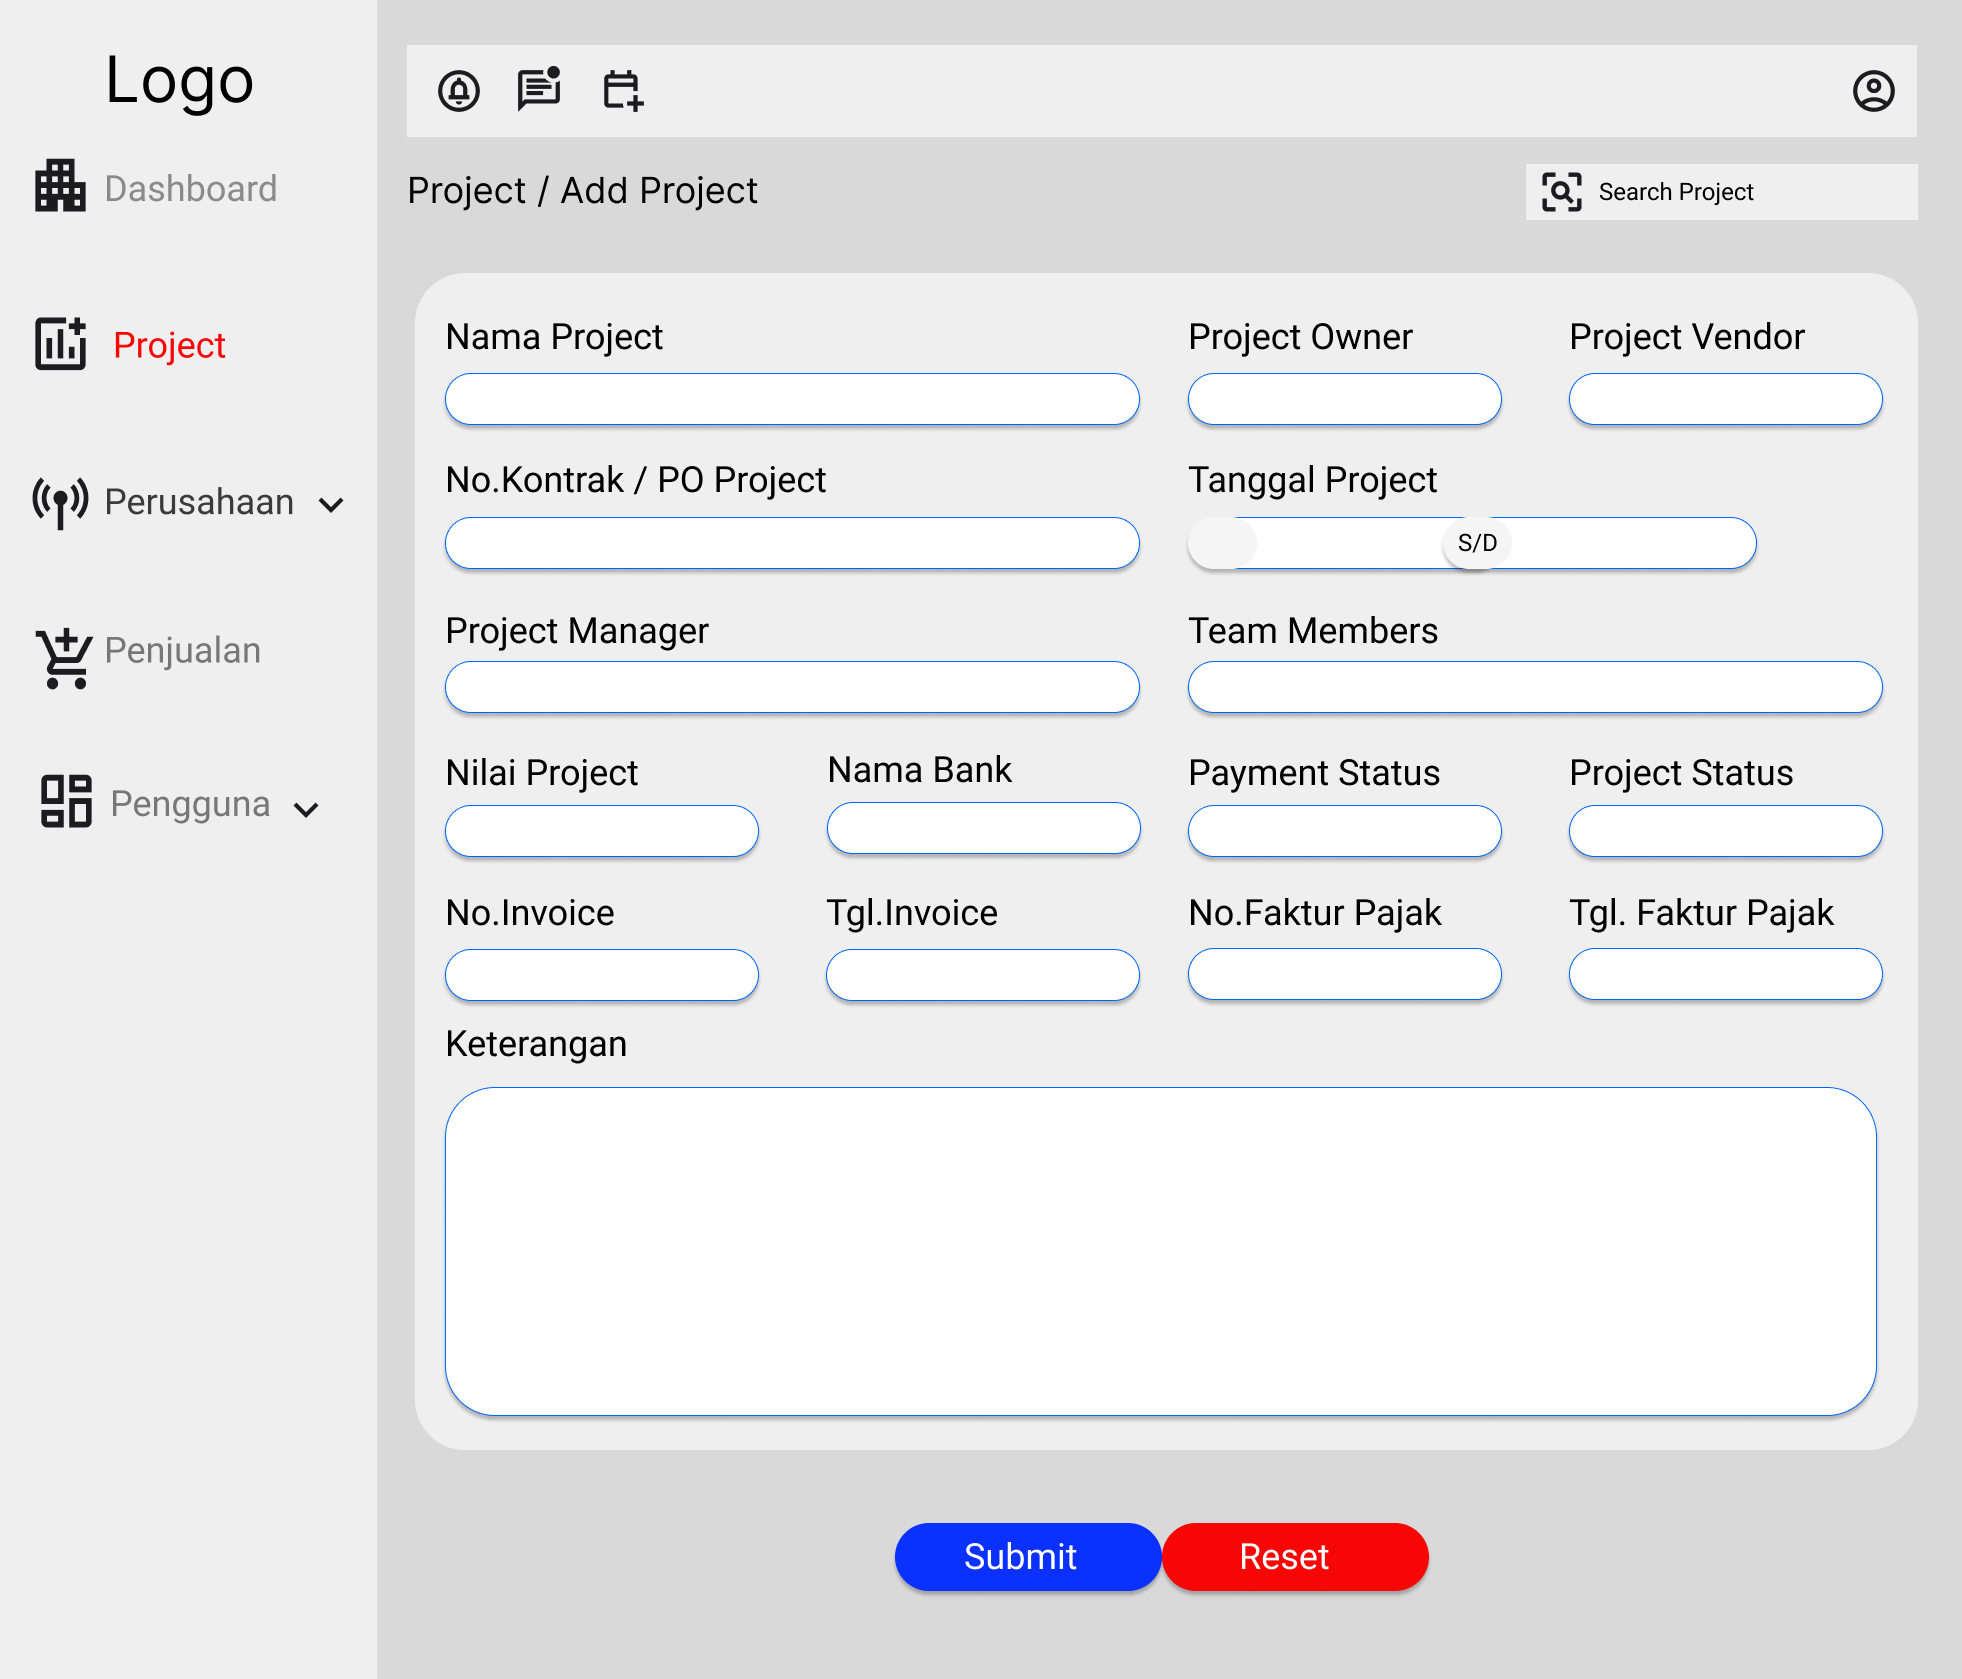 Logo
Dashboard
Project
Perusahaan
Penjualan
Pengguna
Project / Add Project
Search Project
Nama Project
Project Owner
Project Vendor
No.Kontrak / PO Project
Tanggal Project
S/D
Project Manager
Team Members
Nilai Project
Nama Bank
Payment Status
Project Status
No.Invoice
Tgl.Invoice
No.Faktur Pajak
Tgl. Faktur Pajak
Keterangan
Submit
Reset